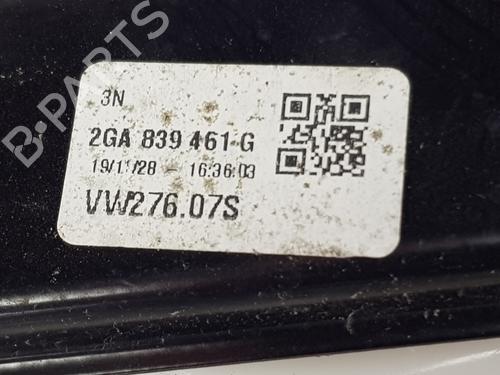 B-PARTS
3N
2GA 839 461 G
19/11/28 - 16:36:03
VW276.07S